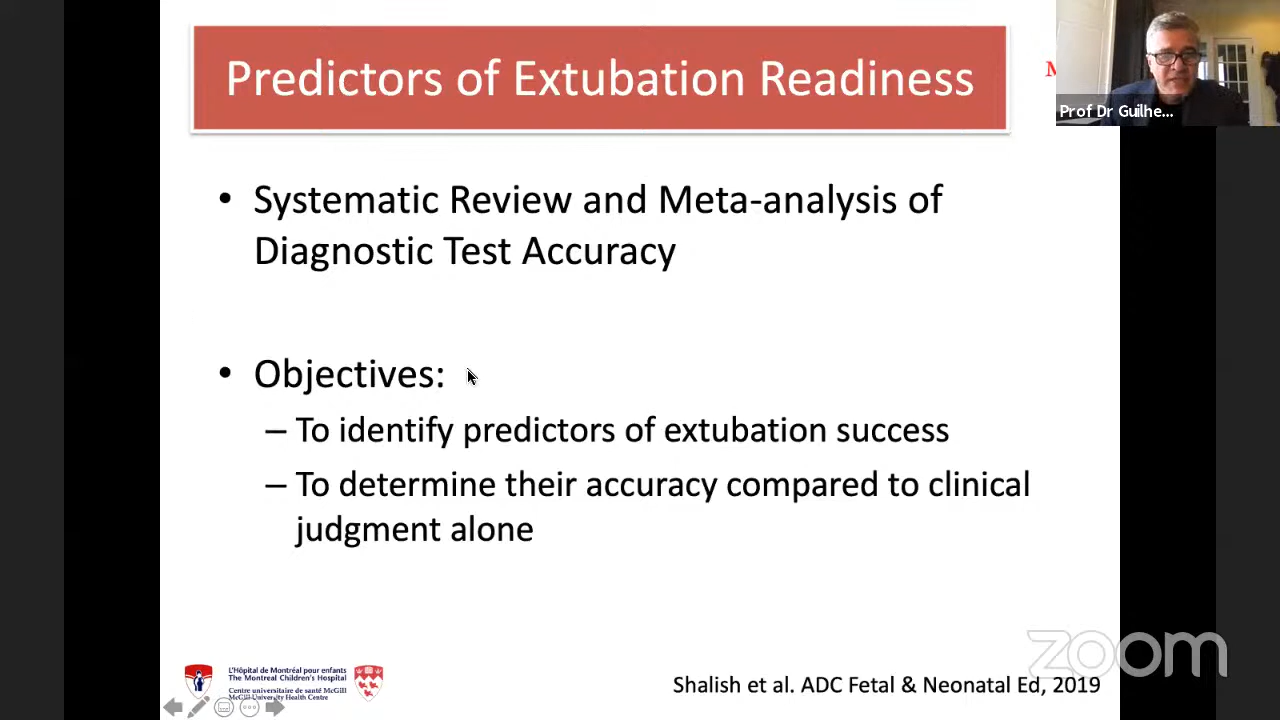 Predictors of Extubation Readiness
M
Prof Dr Guilhe...
• Systematic Review and Meta-analysis of
Diagnostic Test Accuracy
• Objectives:
– To identify predictors of extubation success
– To determine their accuracy compared to clinical
judgment alone
zoom
L'Hôpital de Montréal pour enfants
The Montreal Children's Hospital
Centre universitaire de santé McGill
McGill University Health Centre
Shalish et al. ADC Fetal & Neonatal Ed, 2019